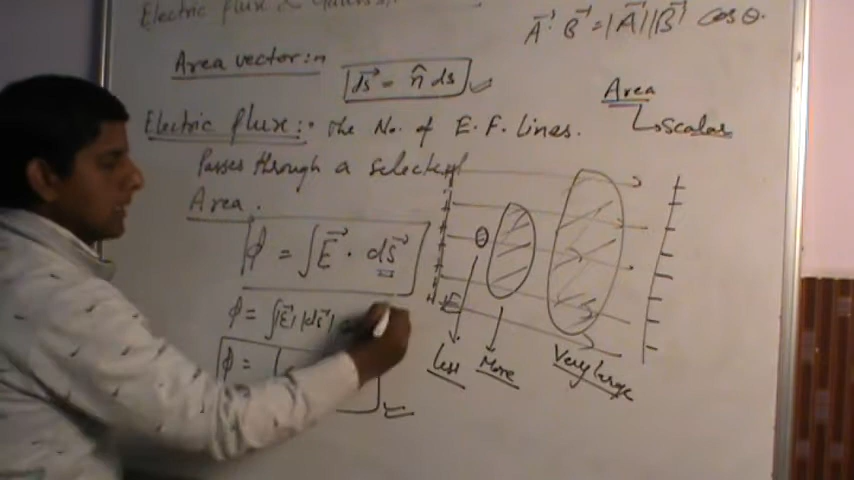 Electric flux &
A⃗ · B⃗ = |A⃗||B⃗| Cos θ.
Area vector:-
ds⃗ = n̂ ds
Area
Scalar
Electric flux:- The No. of E.F. lines.
Passes through a selected
Area.
ϕ = ∫E⃗ · ds⃗
ϕ = ∫|E⃗| |ds⃗|
ϕ =
E
less
More
Very large